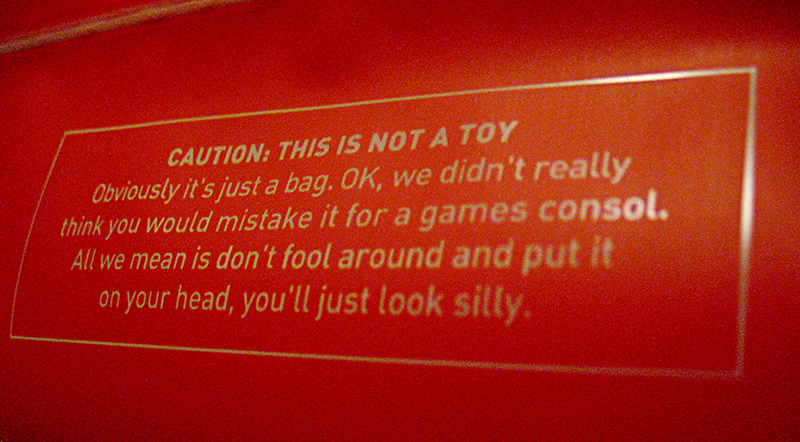 CAUTION: THIS IS NOT A TOY
Obviously it's just a bag. OK, we didn't really
think you would mistake it for a games consol.
All we mean is don't fool around and put it
on your head, you'll just look silly.